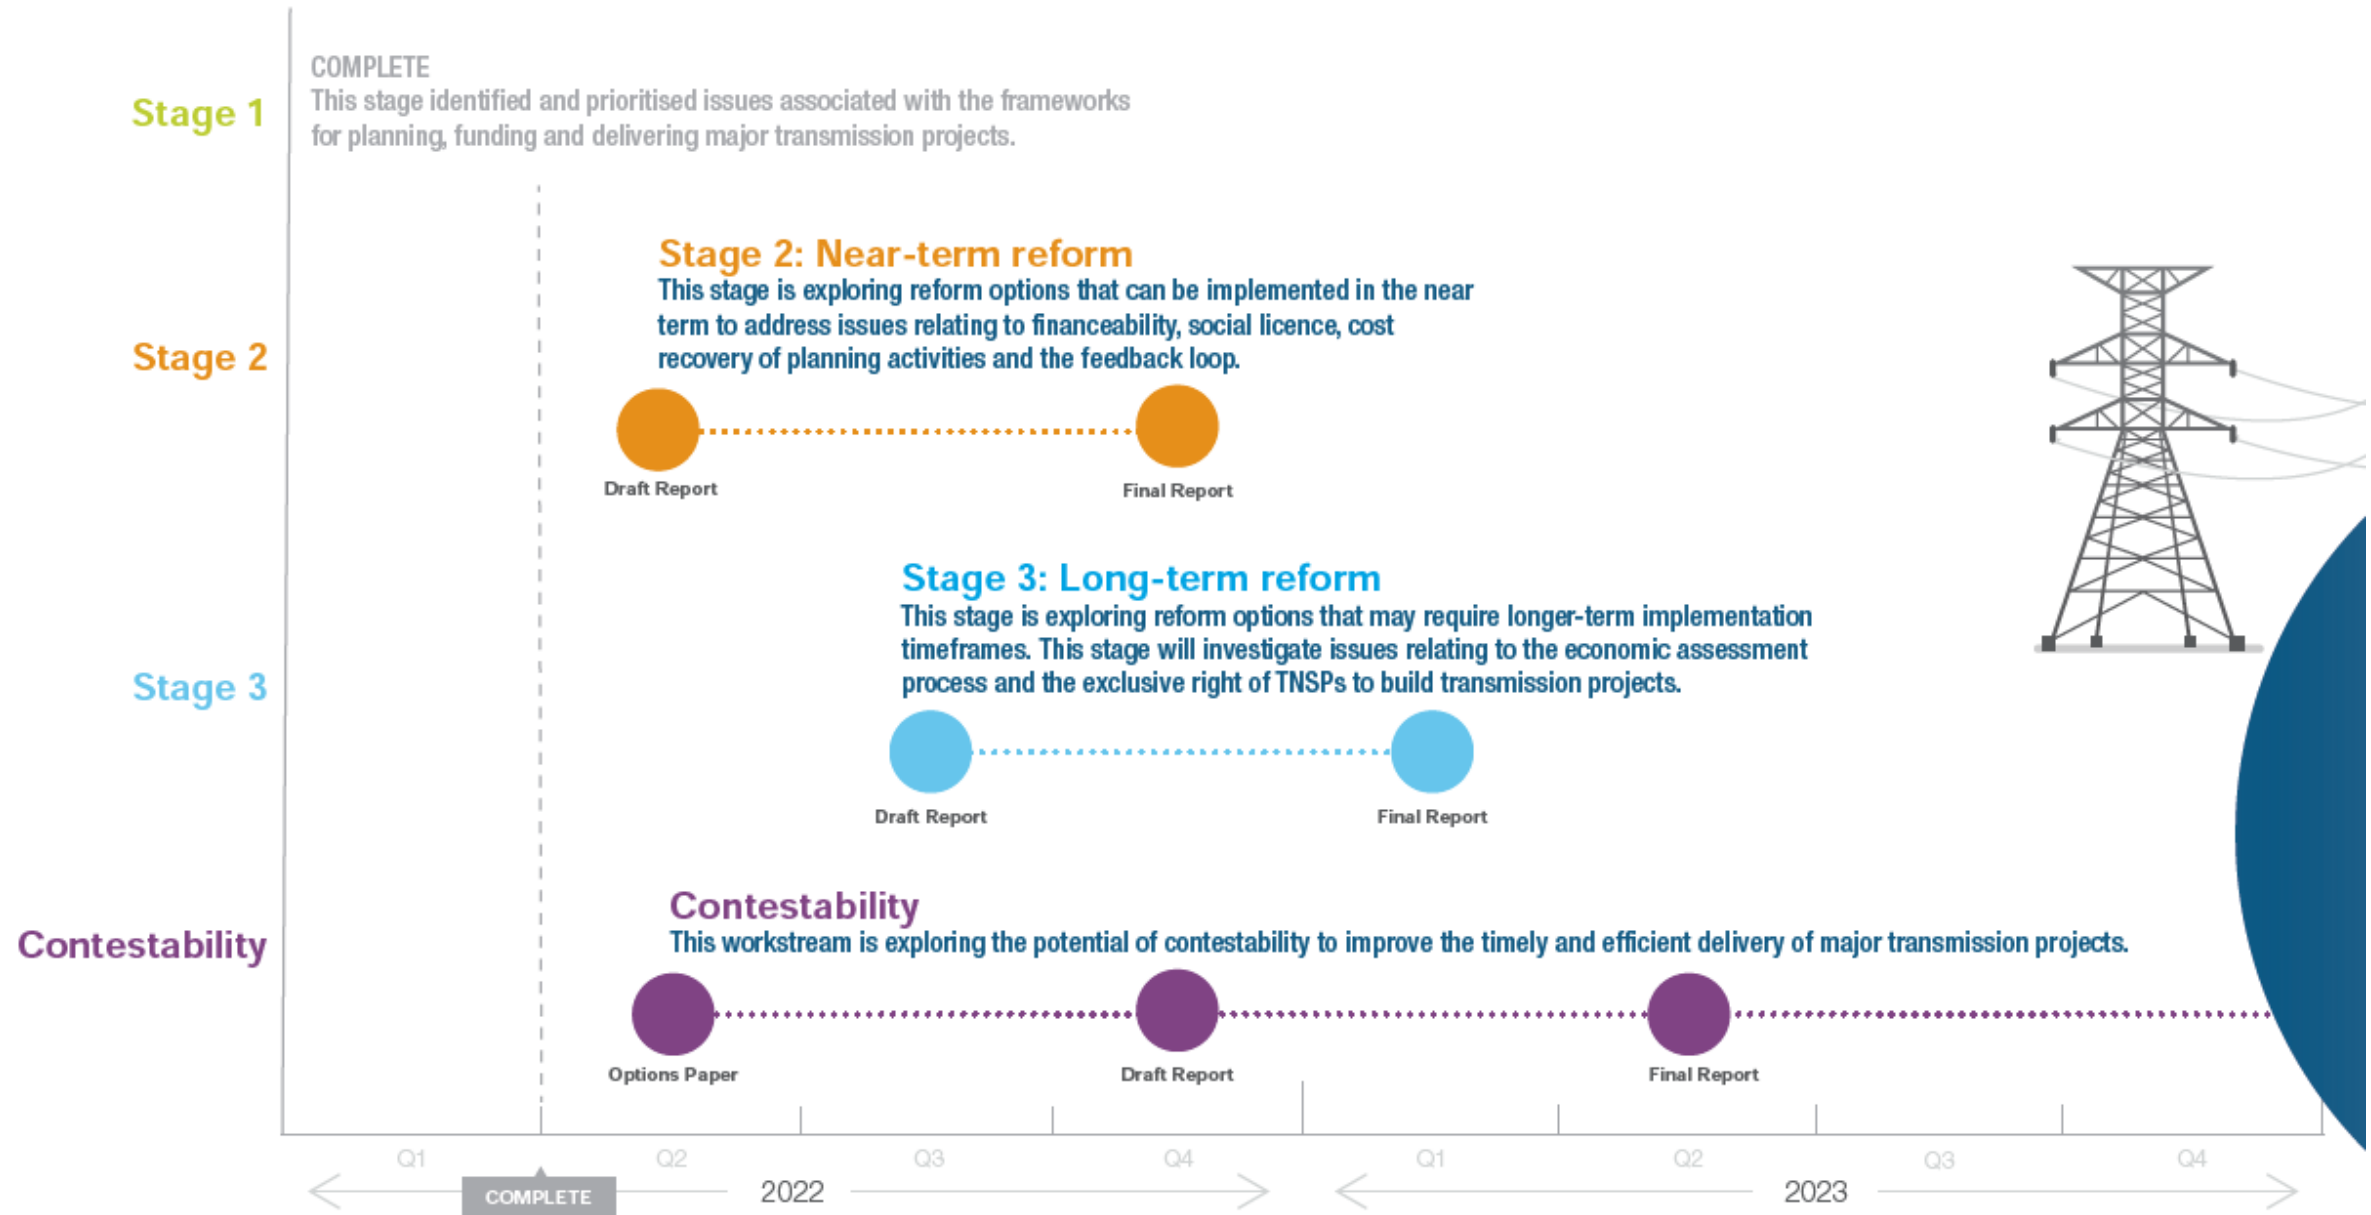 COMPLETE
This stage identified and prioritised issues associated with the frameworks
for planning, funding and delivering major transmission projects.
Stage 1
Stage 2: Near-term reform
This stage is exploring reform options that can be implemented in the near
term to address issues relating to financeability, social licence, cost
recovery of planning activities and the feedback loop.
Stage 2
Draft Report
Final Report
Stage 3: Long-term reform
This stage is exploring reform options that may require longer-term implementation
timeframes. This stage will investigate issues relating to the economic assessment
process and the exclusive right of TNSPs to build transmission projects.
Stage 3
Draft Report
Final Report
Contestability
This workstream is exploring the potential of contestability to improve the timely and efficient delivery of major transmission projects.
Contestability
Options Paper
Draft Report
Final Report
Q1
Q2
Q3
Q4
Q1
Q2
Q3
Q4
COMPLETE
2022
2023